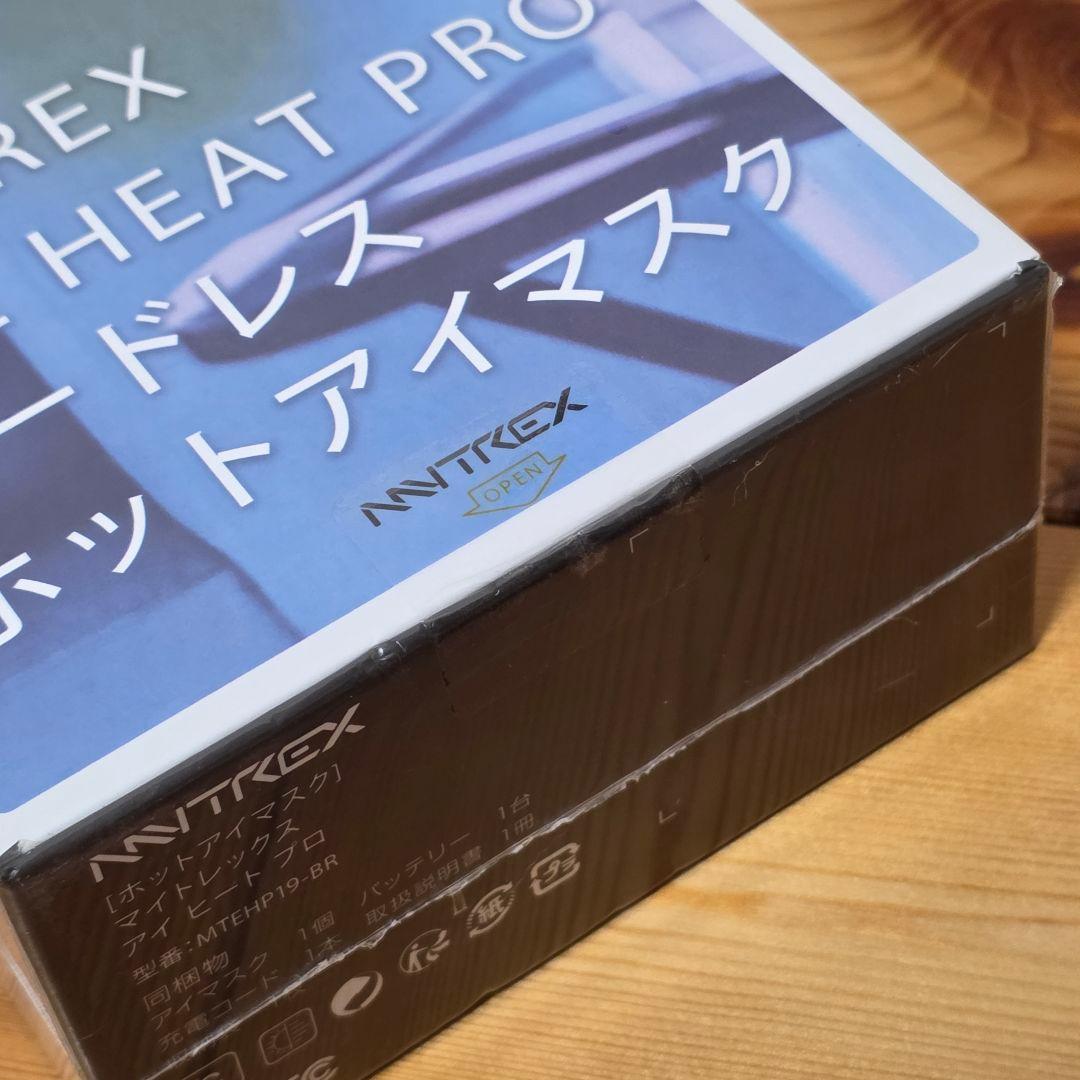 REX
HEAT PRO
ードレス
ホットアイマスク
MYTREX
OPEN
MYTREX
[ホットアイマスク]
マイトレックス
アイ ヒート プロ
型番:MTEHP19-BR
同梱物
アイマスク 1個 バッテリー 1台
充電コード 1本 取扱説明書 1冊
紙